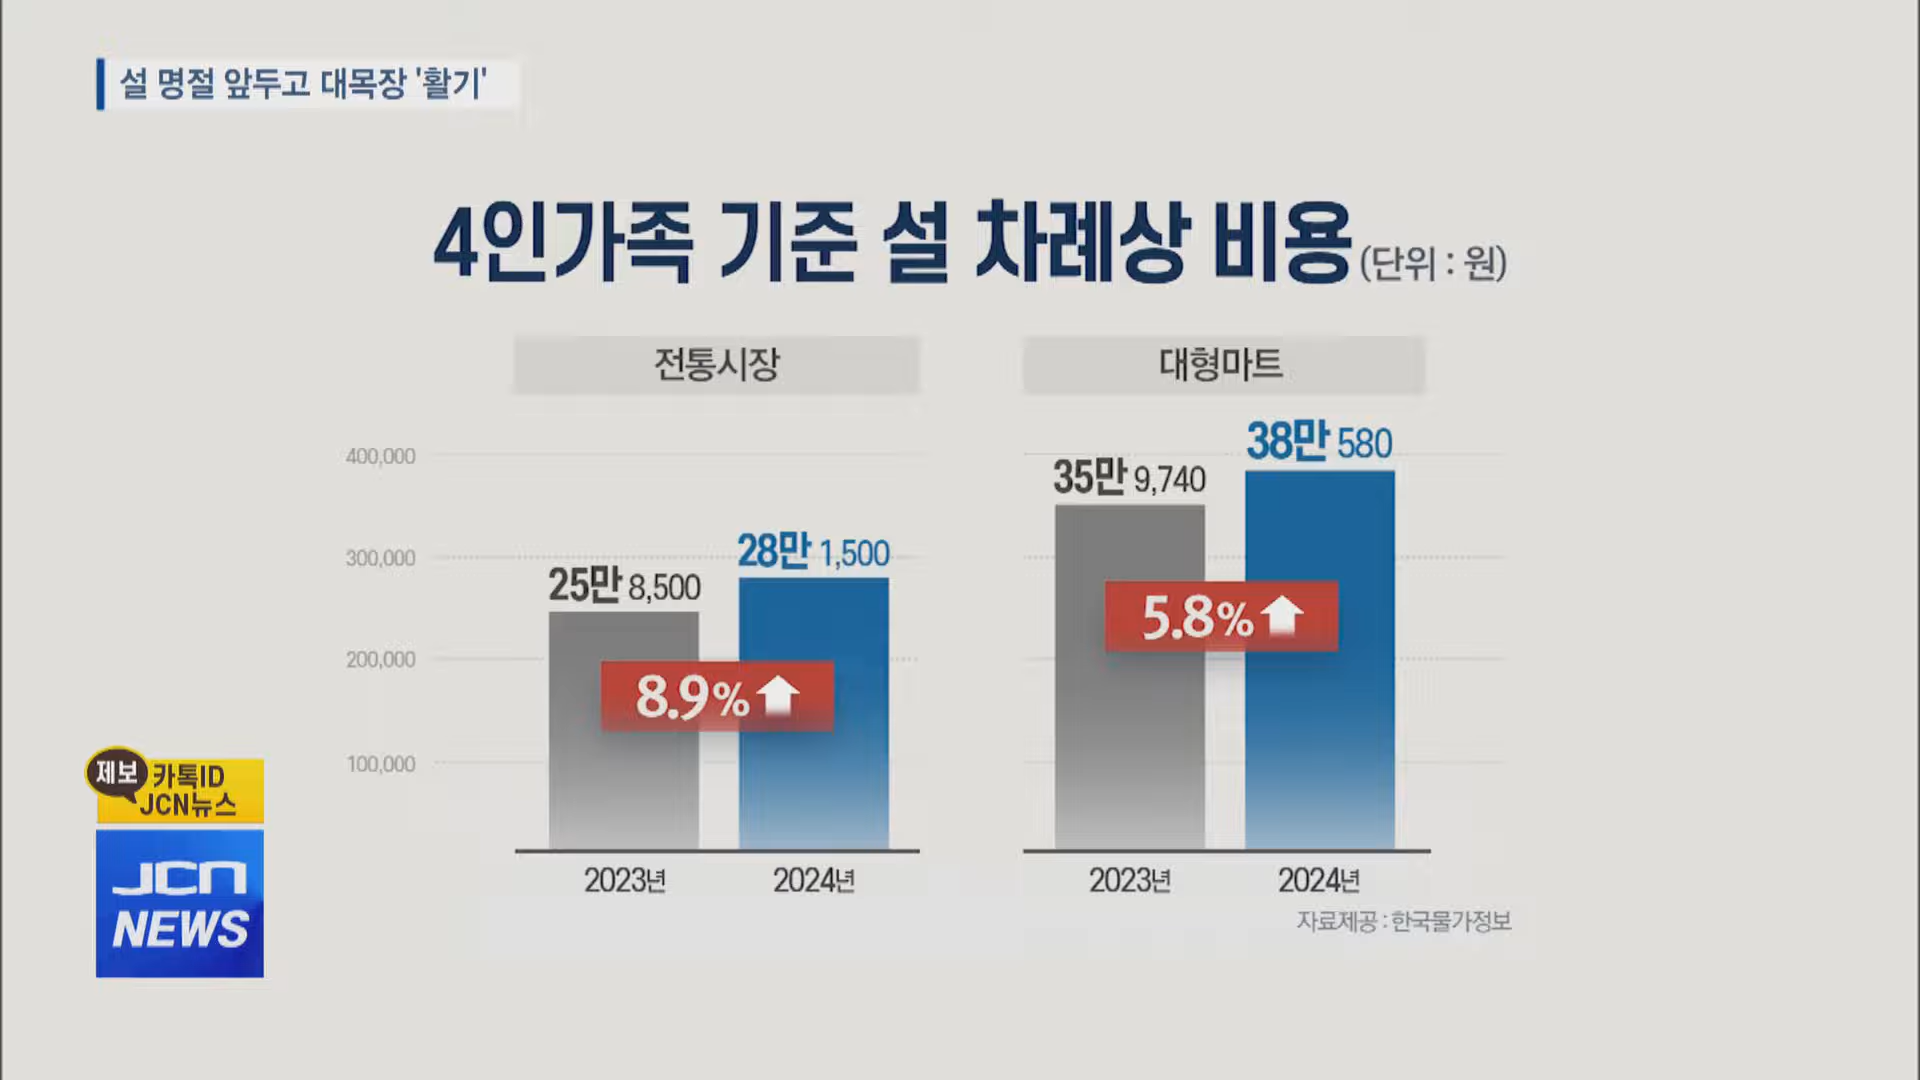 설 명절 앞두고 대목장 '활기'
4인가족 기준 설 차례상 비용 (단위 : 원)
전통시장
대형마트
400,000
300,000
200,000
100,000
25만 8,500
28만 1,500
8.9%
2023년
2024년
35만 9,740
38만 580
5.8%
2023년
2024년
자료제공 : 한국물가정보
제보 카톡ID
JCN뉴스
JCN
NEWS